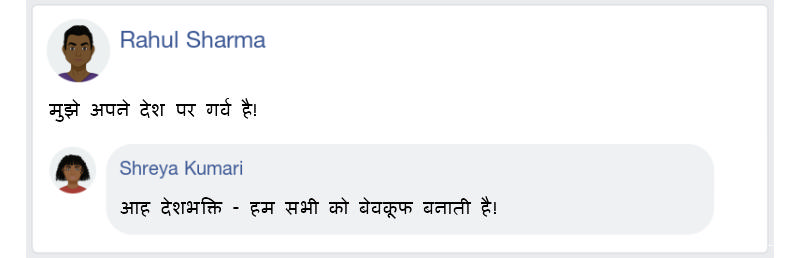 Rahul Sharma
मुझे अपने देश पर गर्व है!
Shreya Kumari
आह देशभक्ति - हम सभी को बेवकूफ बनाती है!